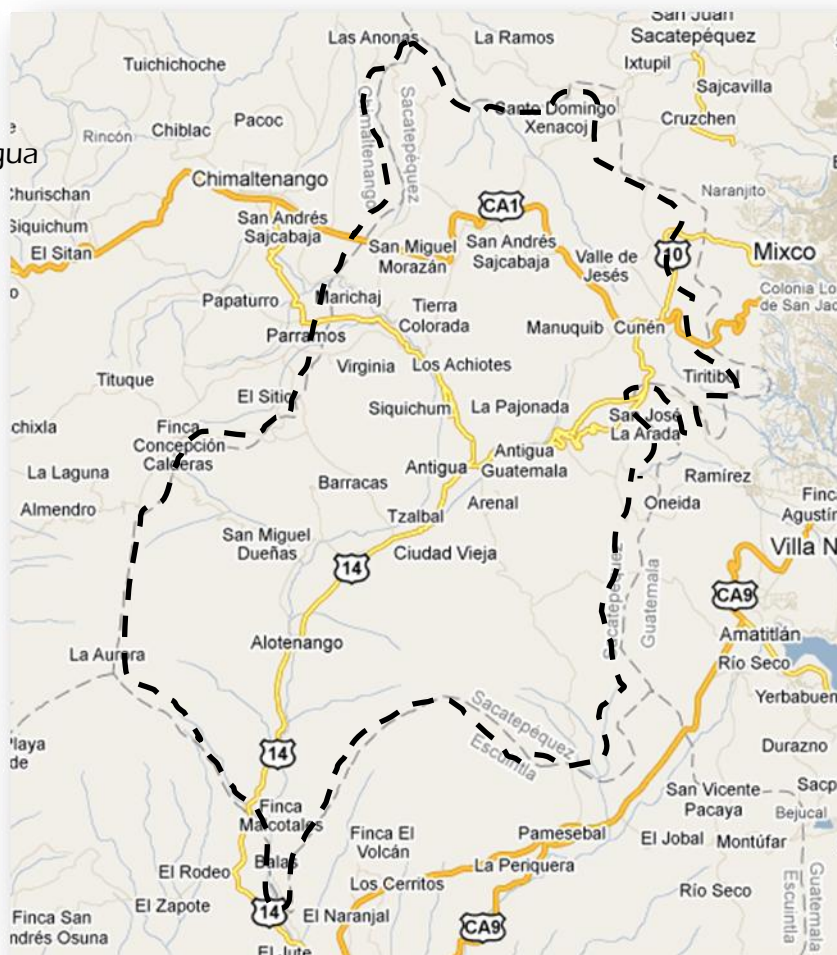 San Juan
Sacatepéquez
Las Anonas
La Ramos
Tuichichoche
Ixtupil
Sajcavilla
Chimaltenango
Sacatepéquez
Santo Domingo
Xenacoj
Cruzchen
Pacoc
Chiblac
Rincón
gua
Chimaltenango
Naranjito
Churischan
CA1
San Andrés
Sajcabaja
Siquichum
El Sitan
San Miguel
Morazán
San Andrés
Sajcabaja
Valle de
Jesés
10
Mixco
o
Papaturro
Marichaj
Tierra
Colorada
Colonia Lo
de San Jac
Manuquib
Cunén
Parramos
Virginia
Los Achiotes
Tituque
Tiritibol
El Sitio
Siquichum
La Pajonada
San José
La Arada
chixla
Finca
Concepción
Calderas
La Laguna
Antigua
Antigua
Guatemala
Barracas
Ramírez
Almendro
Arenal
Oneida
Finca
Agustín
Tzalbal
San Miguel
Dueñas
Ciudad Vieja
Villa N
14
Sacatepéquez
Guatemala
CA9
Alotenango
Amatitlán
La Aurora
Río Seco
Yerbabuen
Sacatepéquez
Escuintla
Playa
de
14
Durazno
San Vicente
Pacaya
Sacp
Finca
Malcotales
Bejucal
Finca El
Volcán
Pamesebal
El Jobal
Montúfar
Balas
El Rodeo
La Periquera
Los Cerritos
Río Seco
Guatemala
Escuintla
El Zapote
14
El Naranjal
Finca San
ndrés Osuna
CA9
El Jute